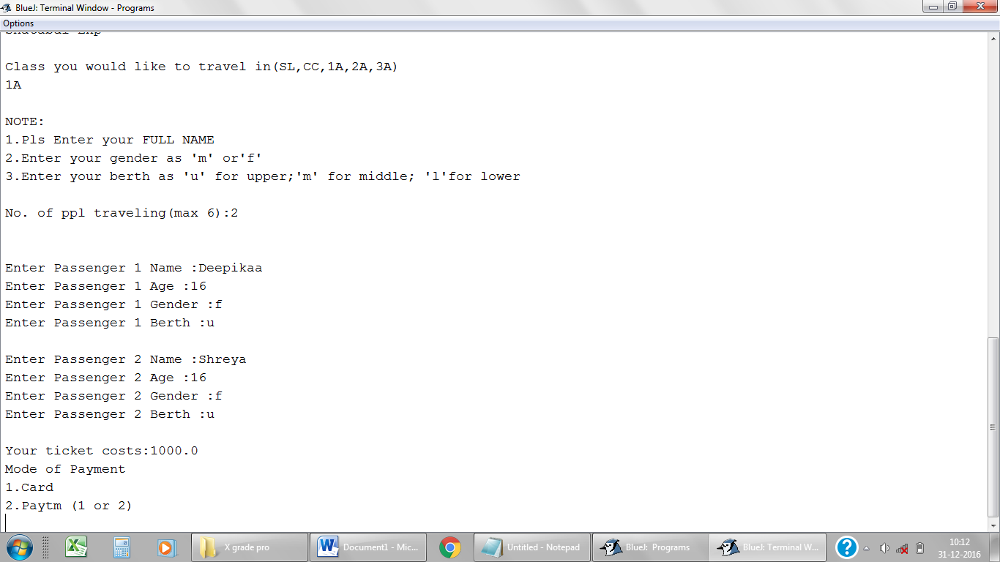 BlueJ: Terminal Window - Programs
Options
Shatabdi Exp
Class you would like to travel in(SL,CC,1A,2A,3A)
1A
NOTE:
1.Pls Enter your FULL NAME
2.Enter your gender as 'm' or'f'
3.Enter your berth as 'u' for upper;'m' for middle; 'l'for lower
No. of ppl traveling(max 6):2
Enter Passenger 1 Name :Deepikaa
Enter Passenger 1 Age :16
Enter Passenger 1 Gender :f
Enter Passenger 1 Berth :u
Enter Passenger 2 Name :Shreya
Enter Passenger 2 Age :16
Enter Passenger 2 Gender :f
Enter Passenger 2 Berth :u
Your ticket costs:1000.0
Mode of Payment
1.Card
2.Paytm (1 or 2)
X grade pro
Document1 - Mic...
Untitled - Notepad
BlueJ: Programs
BlueJ: Terminal W...
10:12
31-12-2016